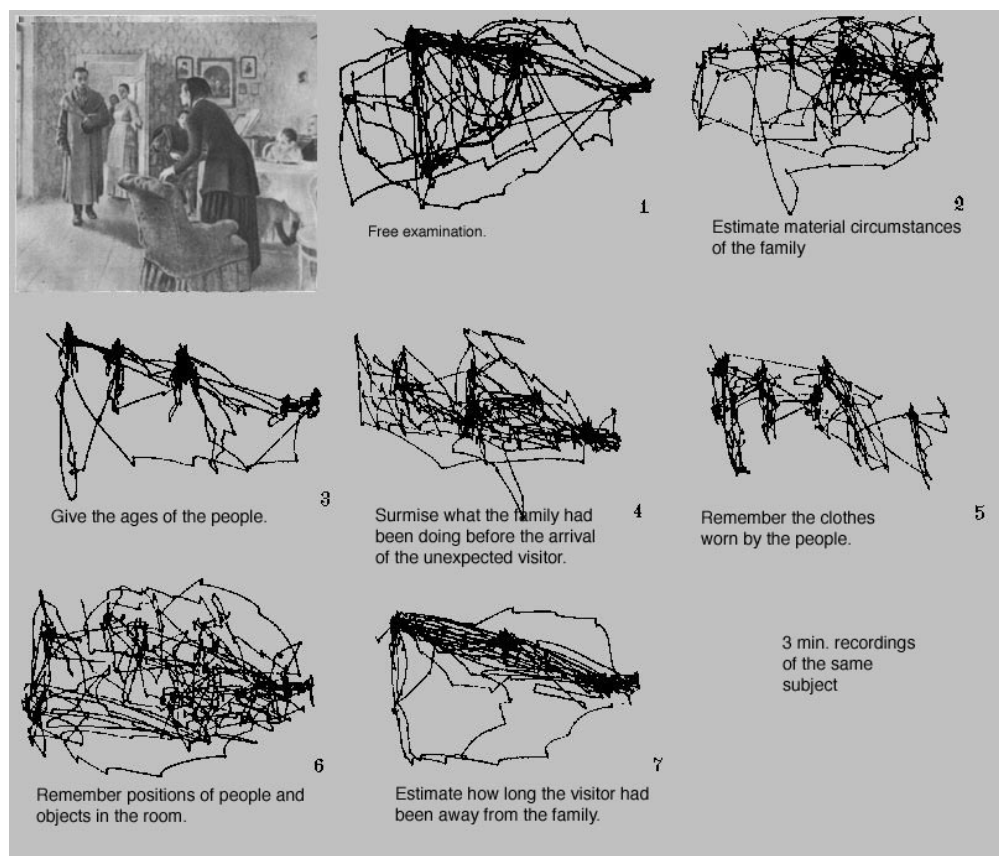 1
Free examination.
2
Estimate material circumstances
of the family
3
Give the ages of the people.
4
Surmise what the family had
been doing before the arrival
of the unexpected visitor.
5
Remember the clothes
worn by the people.
6
Remember positions of people and
objects in the room.
7
Estimate how long the visitor had
been away from the family.
3 min. recordings
of the same
subject